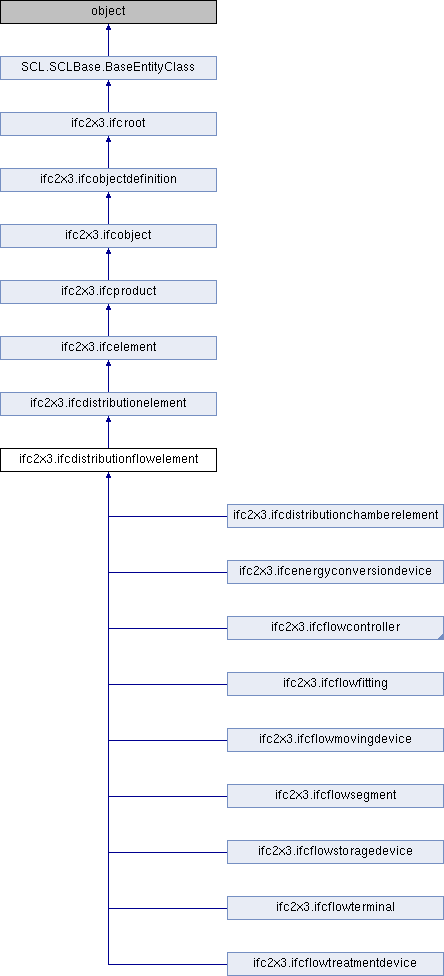 object
SCL.SCLBase.BaseEntityClass
ifc2x3.ifcroot
ifc2x3.ifcobjectdefinition
ifc2x3.ifcobject
ifc2x3.ifcproduct
ifc2x3.ifcelement
ifc2x3.ifcdistributionelement
ifc2x3.ifcdistributionflowelement
ifc2x3.ifcdistributionchamberelement
ifc2x3.ifcenergyconversiondevice
ifc2x3.ifcflowcontroller
ifc2x3.ifcflowfitting
ifc2x3.ifcflowmovingdevice
ifc2x3.ifcflowsegment
ifc2x3.ifcflowstoragedevice
ifc2x3.ifcflowterminal
ifc2x3.ifcflowtreatmentdevice